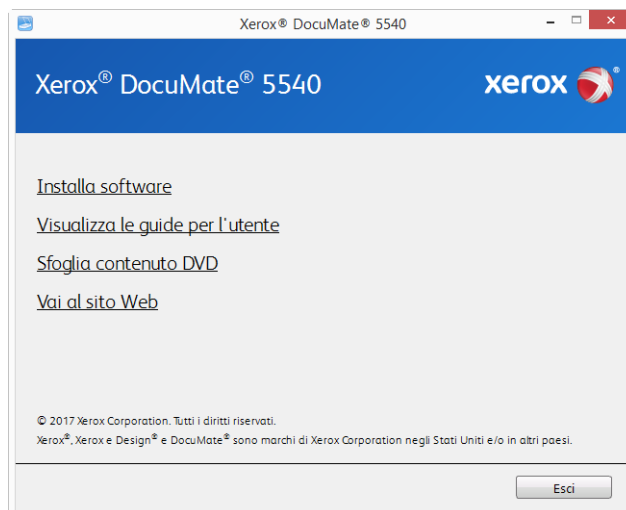 Xerox® DocuMate® 5540
Xerox® DocuMate® 5540
xerox ®
Installa software
Visualizza le guide per l'utente
Sfoglia contenuto DVD
Vai al sito Web
© 2017 Xerox Corporation. Tutti i diritti riservati.
Xerox®, Xerox e Design® e DocuMate® sono marchi di Xerox Corporation negli Stati Uniti e/o in altri paesi.
Esci